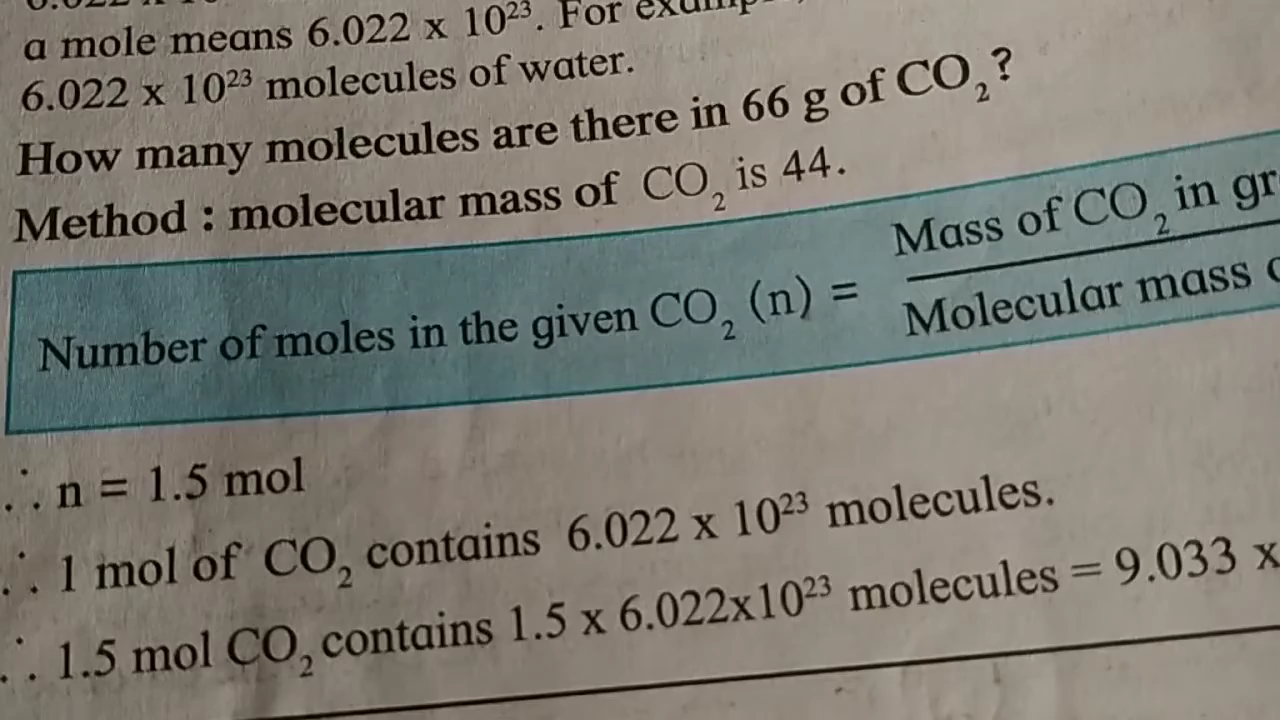 a mole means 6.022 x 10²³. For
6.022 x 10²³ molecules of water.
How many molecules are there in 66 g of CO₂?
Method : molecular mass of CO₂ is 44.
Mass of CO₂ in gr
Number of moles in the given CO₂ (n) =
Molecular mass
∴ n = 1.5 mol
∴ 1 mol of CO₂ contains 6.022 x 10²³ molecules.
∴ 1.5 mol CO₂ contains 1.5 x 6.022x10²³ molecules = 9.033 x